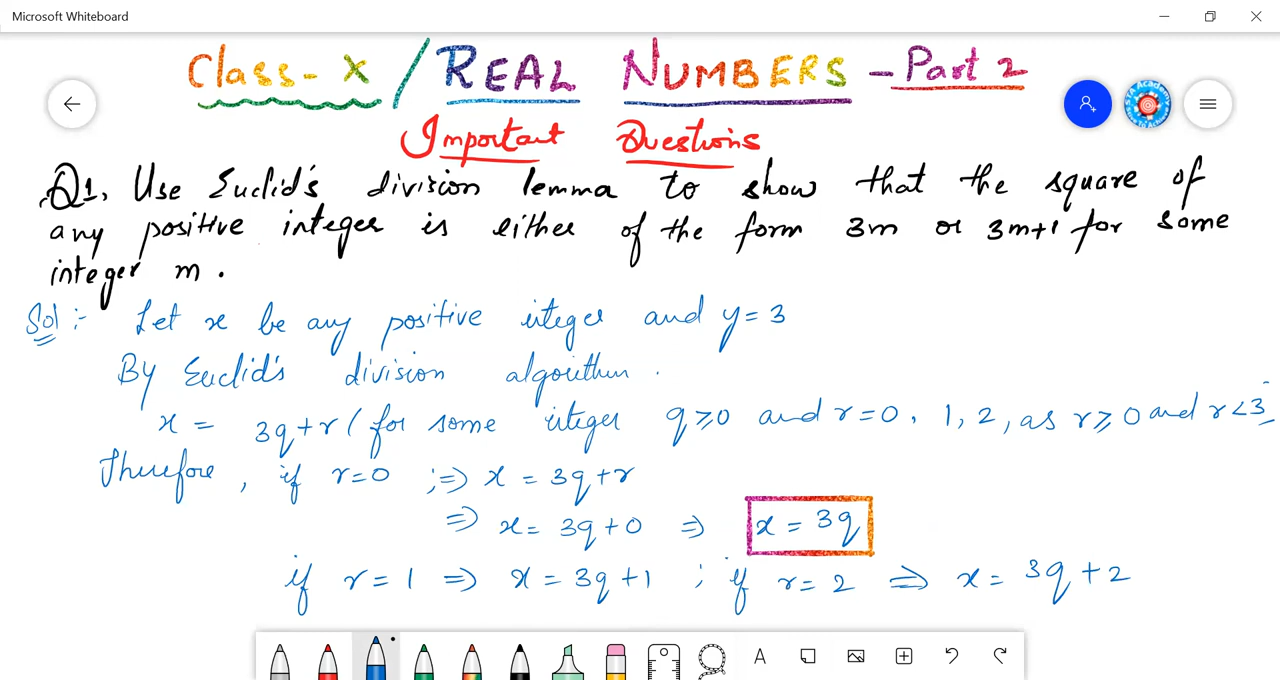 Microsoft Whiteboard
Class-X / REAL NUMBERS - Part 2
Important Questions
Q1. Use Euclid's division lemma to show that the square of
any positive integer is either of the form 3m or 3m+1 for some
integer m.
Sol :- Let x be any positive integer and y = 3
By Euclid's division algorithm.
x = 3q+r (for some integer q ≥ 0 and r = 0, 1, 2, as r ≥ 0 and r < 3
Therefore, if r=0 ; ⇒ x = 3q+r
⇒ x = 3q+0 ⇒ x = 3q
if r = 1 ⇒ x = 3q+1 ; if r = 2 ⇒ x = 3q+2
A